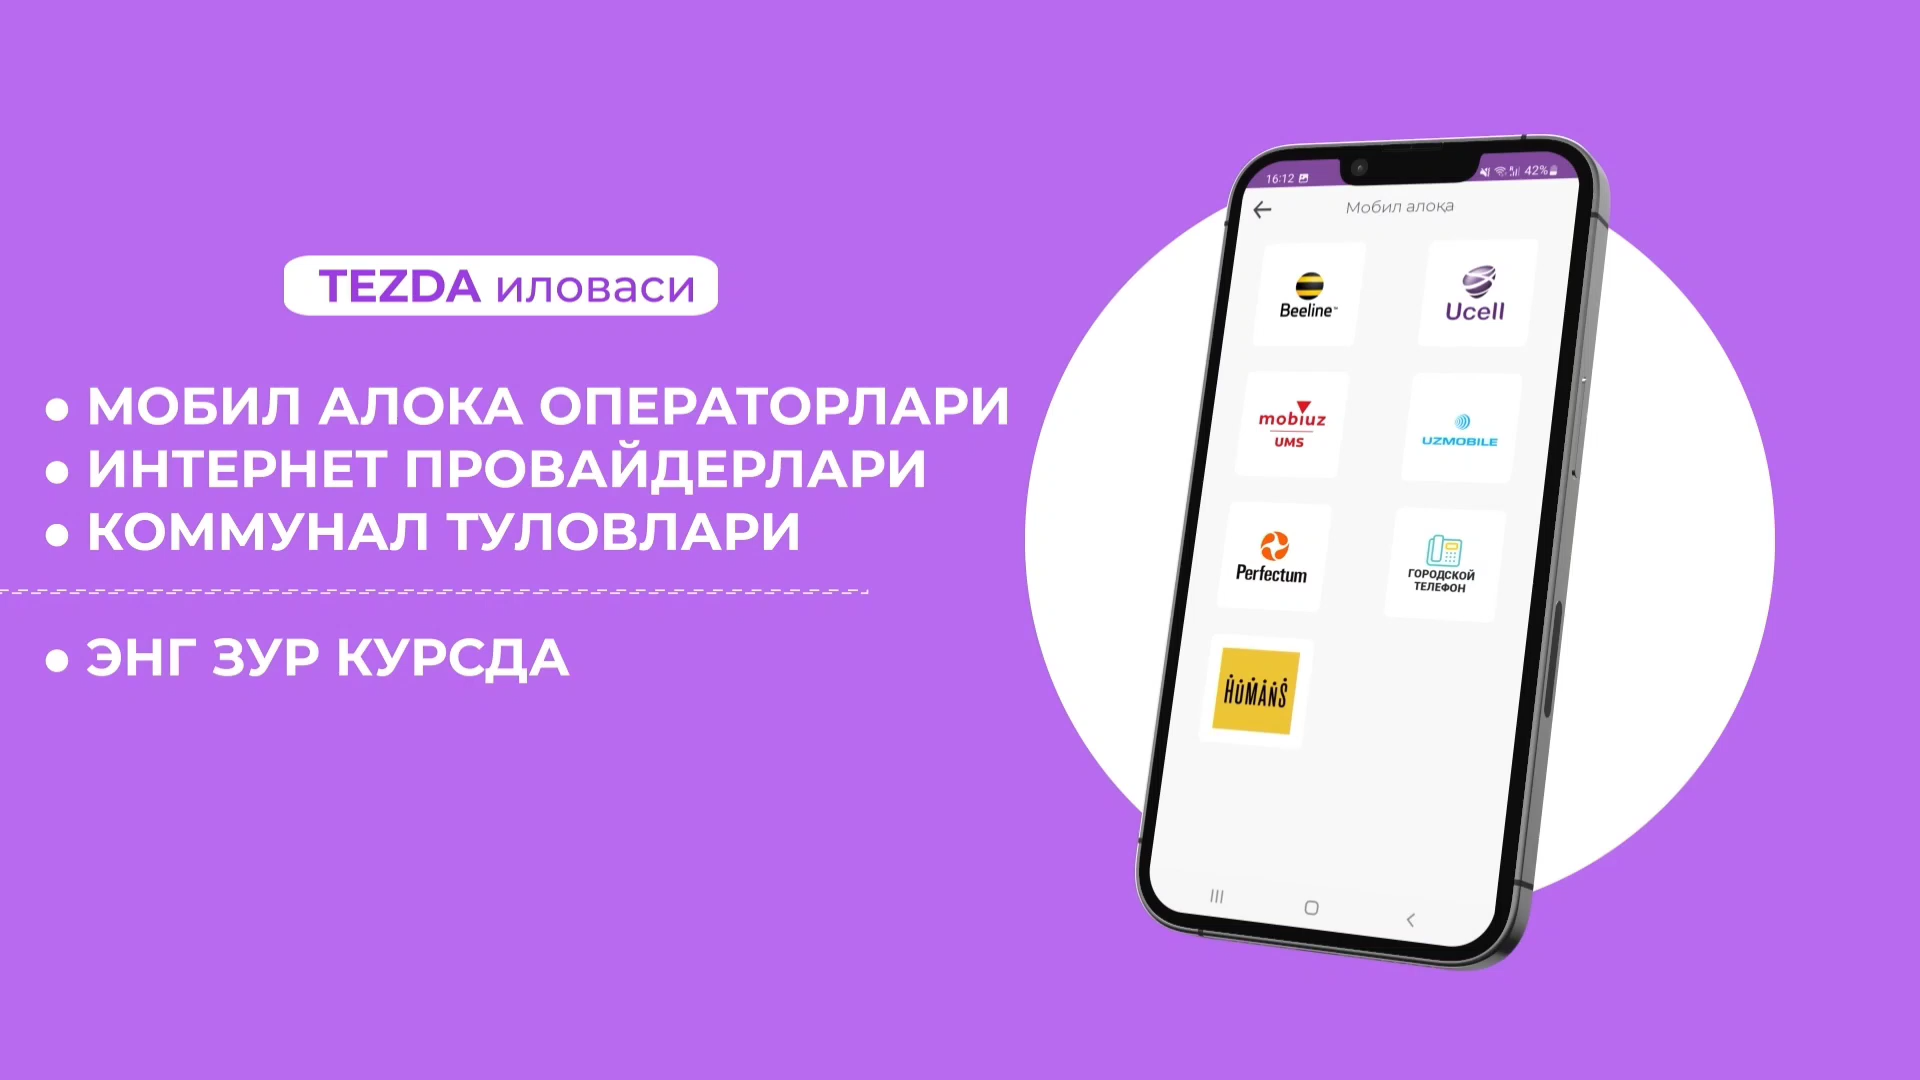 TEZDA иловаси
• МОБИЛ АЛОКА ОПЕРАТОРЛАРИ
• ИНТЕРНЕТ ПРОВАЙДЕРЛАРИ
• КОММУНАЛ ТУЛОВЛАРИ
• ЭНГ ЗУР КУРСДА
16:12 42%
Мобил алоқа
Beeline™
Ucell
mobiuz
UMS
UZMOBILE
Perfectum
ГОРОДСКОЙ
ТЕЛЕФОН
HUMANS